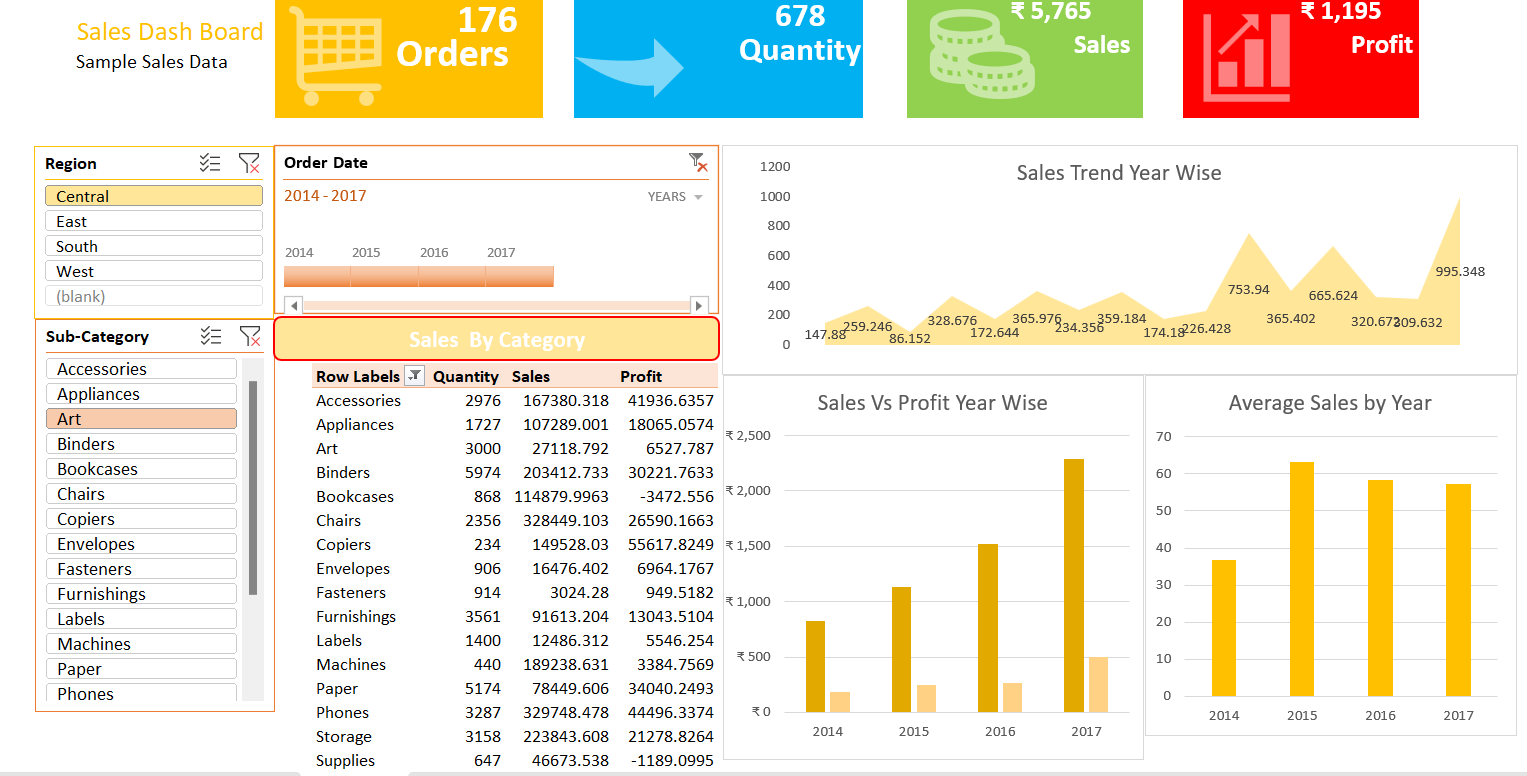 Sales Dash Board
Sample Sales Data
176
Orders
678
Quantity
₹ 5,765
Sales
₹ 1,195
Profit
Region
Central
East
South
West
(blank)
Order Date
2014 - 2017
YEARS
2014 2015 2016 2017
Sub-Category
Accessories
Appliances
Art
Binders
Bookcases
Chairs
Copiers
Envelopes
Fasteners
Furnishings
Labels
Machines
Paper
Phones
Sales By Category
Row Labels Quantity Sales Profit
Accessories 2976 167380.318 41936.6357
Appliances 1727 107289.001 18065.0574
Art 3000 27118.792 6527.787
Binders 5974 203412.733 30221.7633
Bookcases 868 114879.9963 -3472.556
Chairs 2356 328449.103 26590.1663
Copiers 234 149528.03 55617.8249
Envelopes 906 16476.402 6964.1767
Fasteners 914 3024.28 949.5182
Furnishings 3561 91613.204 13043.5104
Labels 1400 12486.312 5546.254
Machines 440 189238.631 3384.7569
Paper 5174 78449.606 34040.2493
Phones 3287 329748.478 44496.3374
Storage 3158 223843.608 21278.8264
Supplies 647 46673.538 -1189.0995
Sales Trend Year Wise
1200
1000
800
600
400
200
0
147.88 259.246 86.152 328.676 172.644 365.976 234.356 359.184 174.18 226.428 753.94 365.402 665.624 320.672 309.632 995.348
Sales Vs Profit Year Wise
₹ 2,500
₹ 2,000
₹ 1,500
₹ 1,000
₹ 500
₹ 0
2014 2015 2016 2017
Average Sales by Year
70
60
50
40
30
20
10
0
2014 2015 2016 2017